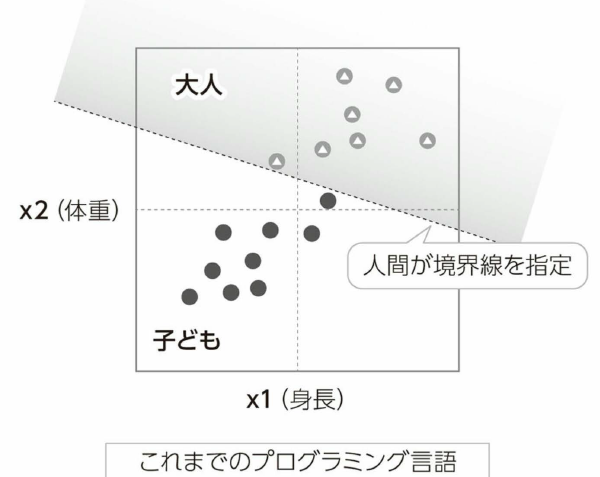 大人
x2（体重）
人間が境界線を指定
子ども
x1（身長）
これまでのプログラミング言語